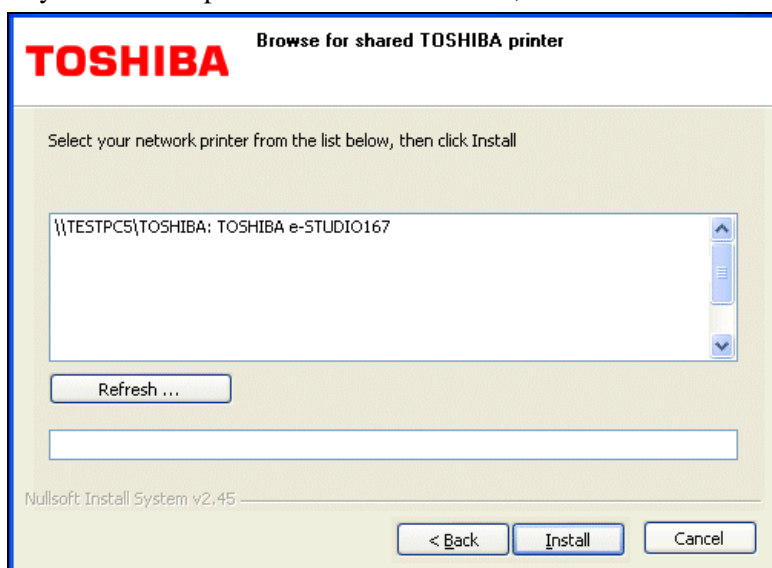 TOSHIBA
Browse for shared TOSHIBA printer
Select your network printer from the list below, then click Install
\\TESTPC5\TOSHIBA: TOSHIBA e-STUDIO167
Refresh ...
Nullsoft Install System v2.45
< Back
Install
Cancel